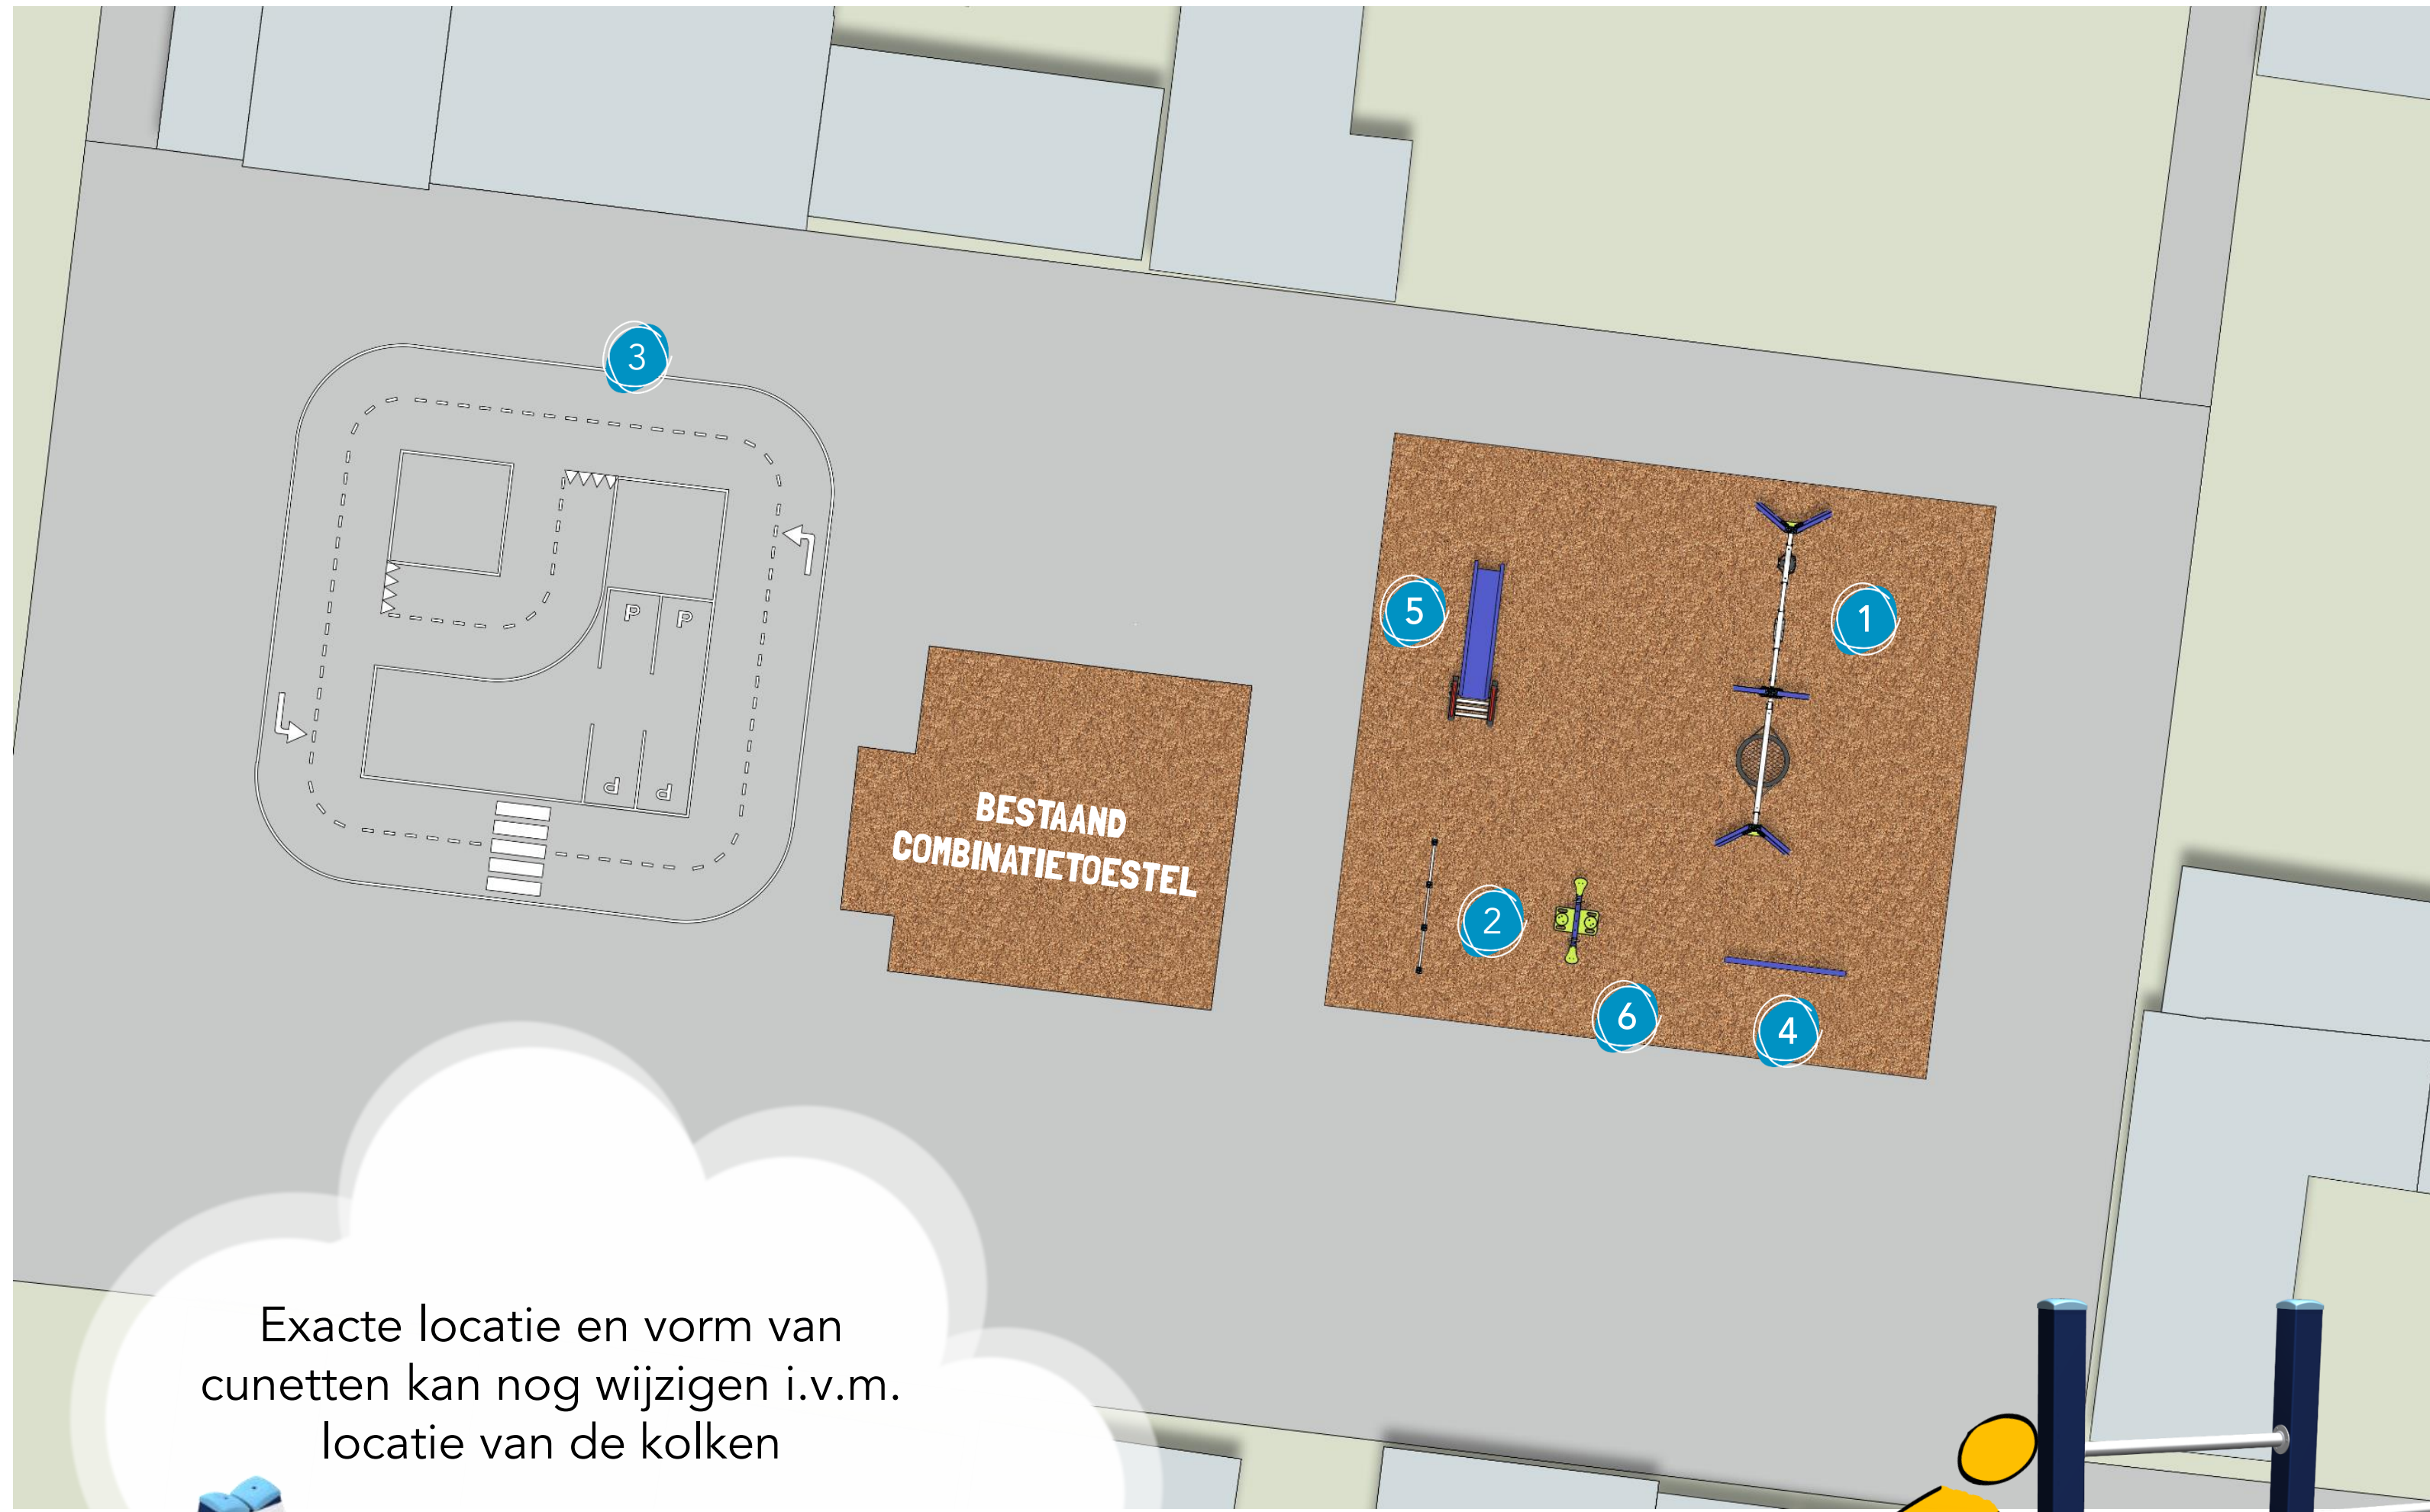 3
P P
5
1
BESTAAND
COMBINATIETOESTEL
P P
2
6
4
Exacte locatie en vorm van
cunetten kan nog wijzigen i.v.m.
locatie van de kolken